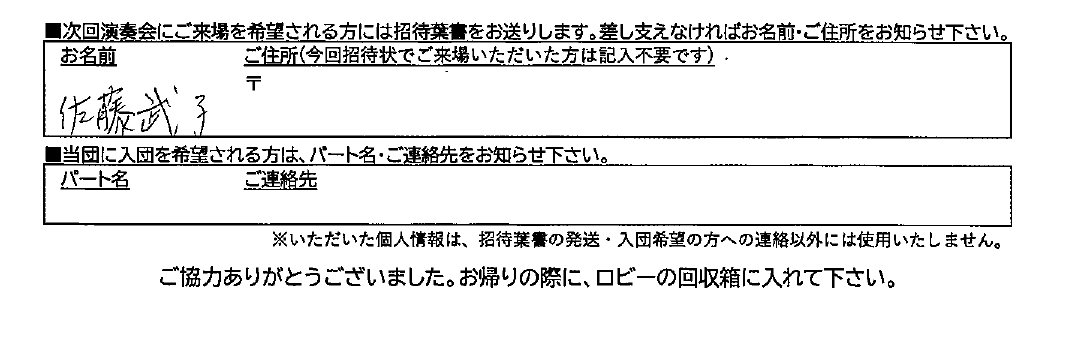 ■次回演奏会にご来場を希望される方には招待葉書をお送りします。差し支えなければお名前・ご住所をお知らせ下さい。
お名前 ご住所(今回招待状でご来場いただいた方は記入不要です)
〒
佐藤武子
■当団に入団を希望される方は、パート名・ご連絡先をお知らせ下さい。
パート名 ご連絡先
※いただいた個人情報は、招待葉書の発送・入団希望の方への連絡以外には使用いたしません。
ご協力ありがとうございました。お帰りの際に、ロビーの回収箱に入れて下さい。